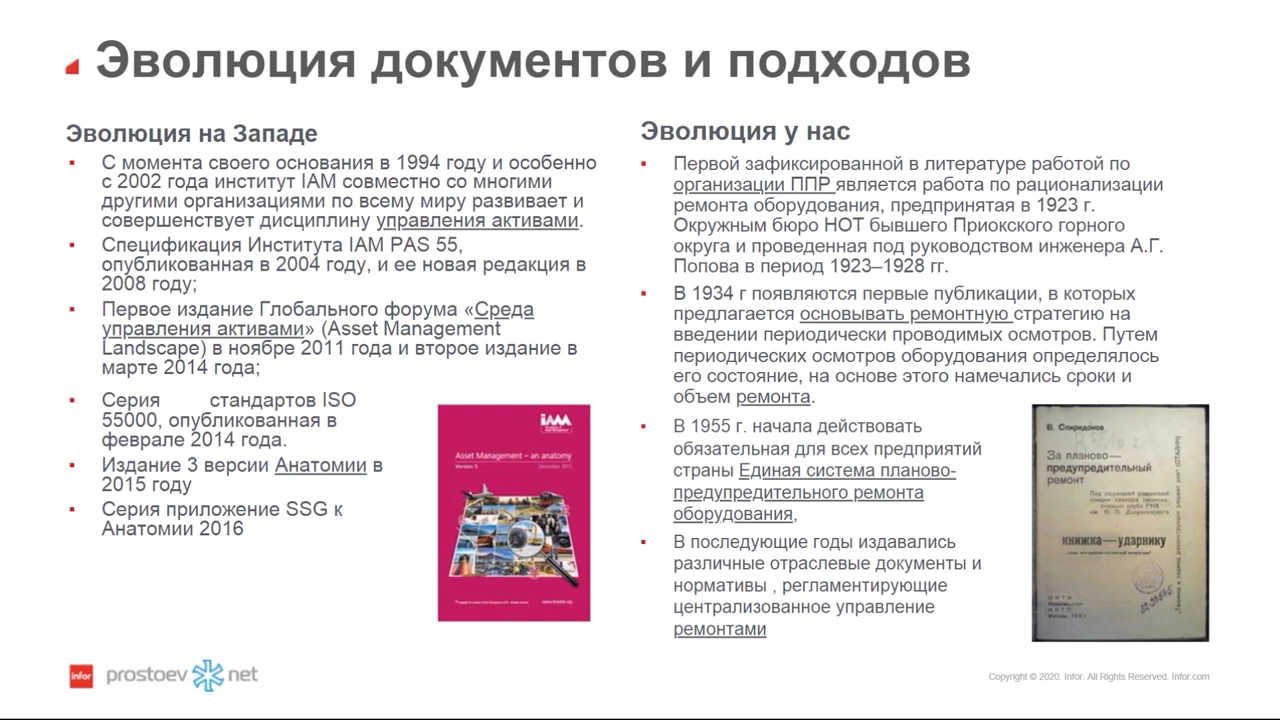 Эволюция документов и подходов
Эволюция на Западе
С момента своего основания в 1994 году и особенно
с 2002 года институт IAM совместно со многими
другими организациями по всему миру развивает и
совершенствует дисциплину управления активами.
Спецификация Института IAM PAS 55,
опубликованная в 2004 году, и ее новая редакция в
2008 году;
Первое издание Глобального форума «Среда
управления активами» (Asset Management
Landscape) в ноябре 2011 года и второе издание в
марте 2014 года;
Серия стандартов ISO
55000, опубликованная в
феврале 2014 года.
Издание 3 версии Анатомии в
2015 году
Серия приложение SSG к
Анатомии 2016
iam
Asset Management – an anatomy
Version 3 December 2015
Эволюция у нас
Первой зафиксированной в литературе работой по
организации ППР является работа по рационализации
ремонта оборудования, предпринятая в 1923 г.
Окружным бюро НОТ бывшего Приокского горного
округа и проведенная под руководством инженера А.Г.
Попова в период 1923–1928 гг.
В 1934 г появляются первые публикации, в которых
предлагается основывать ремонтную стратегию на
введении периодически проводимых осмотров. Путем
периодических осмотров оборудования определялось
его состояние, на основе этого намечались сроки и
объем ремонта.
В 1955 г. начала действовать
обязательная для всех предприятий
страны Единая система планово-
предупредительного ремонта
оборудования,
В последующие годы издавались
различные отраслевые документы и
нормативы , регламентирующие
централизованное управление
ремонтами
В. Спиридонов
За планово—
предупредительный
ремонт
книжка—ударнику
infor prostoev net
Copyright © 2020. Infor. All Rights Reserved. Infor.com